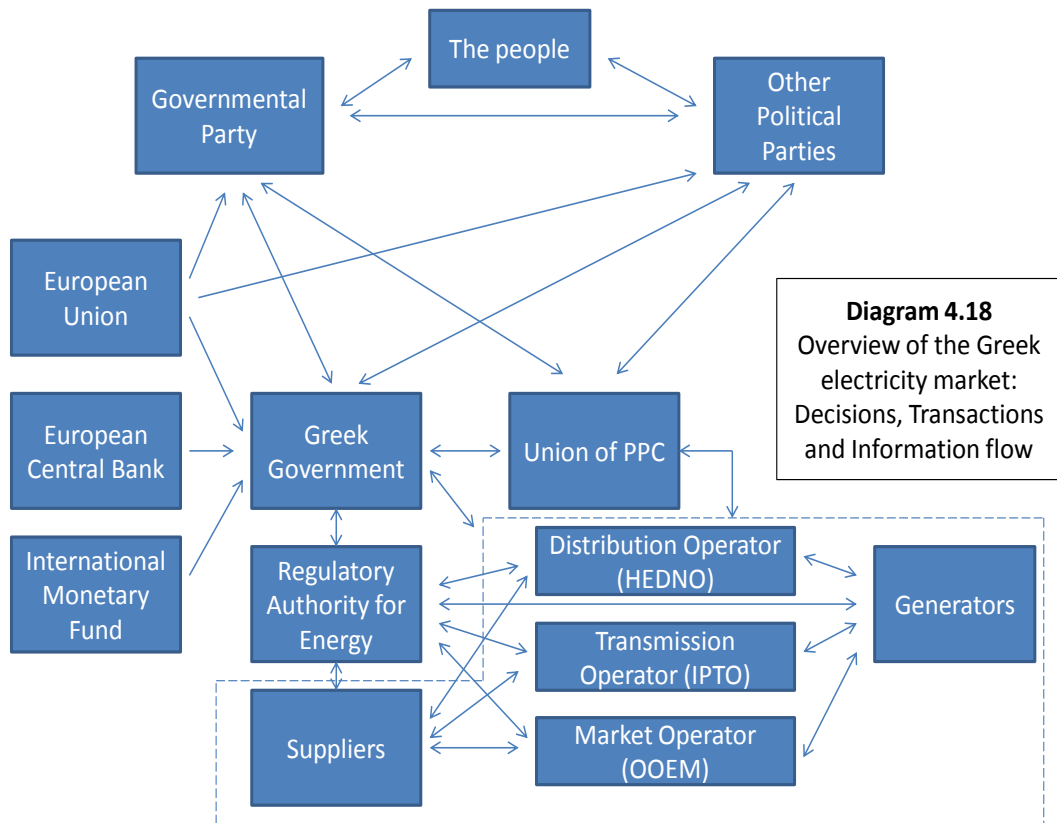 The people
Governmental
Party
Other
Political
Parties
European
Union
Diagram 4.18
Overview of the Greek
electricity market:
Decisions, Transactions
and Information flow
European
Central Bank
Greek
Government
Union of PPC
International
Monetary
Fund
Regulatory
Authority for
Energy
Distribution Operator
(HEDNO)
Generators
Transmission
Operator (IPTO)
Suppliers
Market Operator
(OOEM)